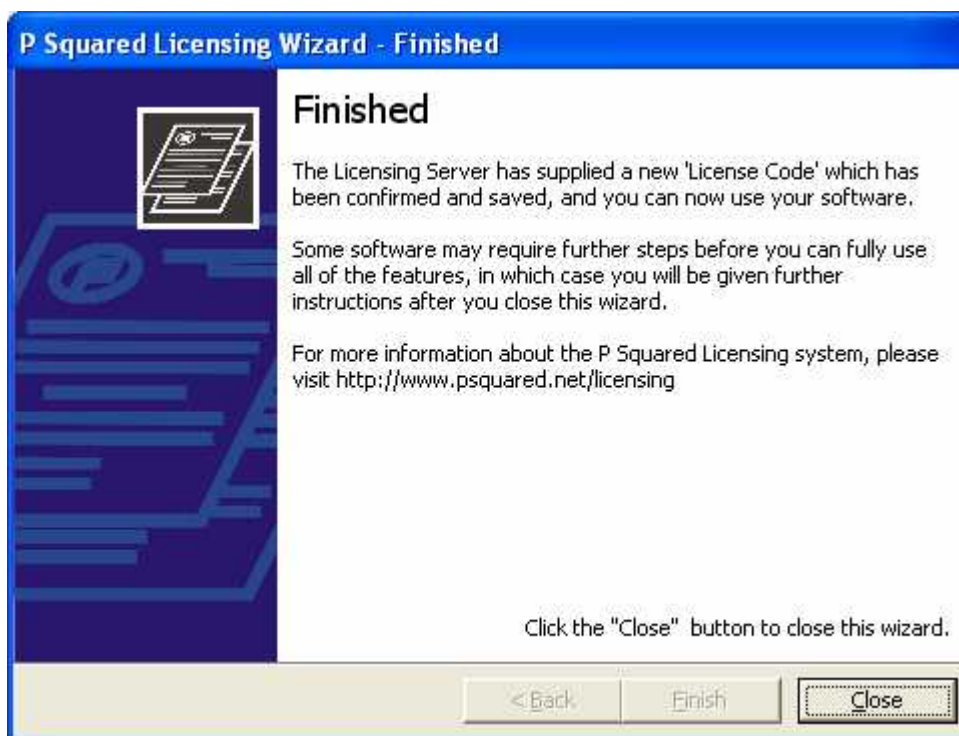 P Squared Licensing Wizard - Finished
Finished
The Licensing Server has supplied a new 'License Code' which has
been confirmed and saved, and you can now use your software.
Some software may require further steps before you can fully use
all of the features, in which case you will be given further
instructions after you close this wizard.
For more information about the P Squared Licensing system, please
visit http://www.psquared.net/licensing
Click the "Close" button to close this wizard.
< Back
Finish
Close